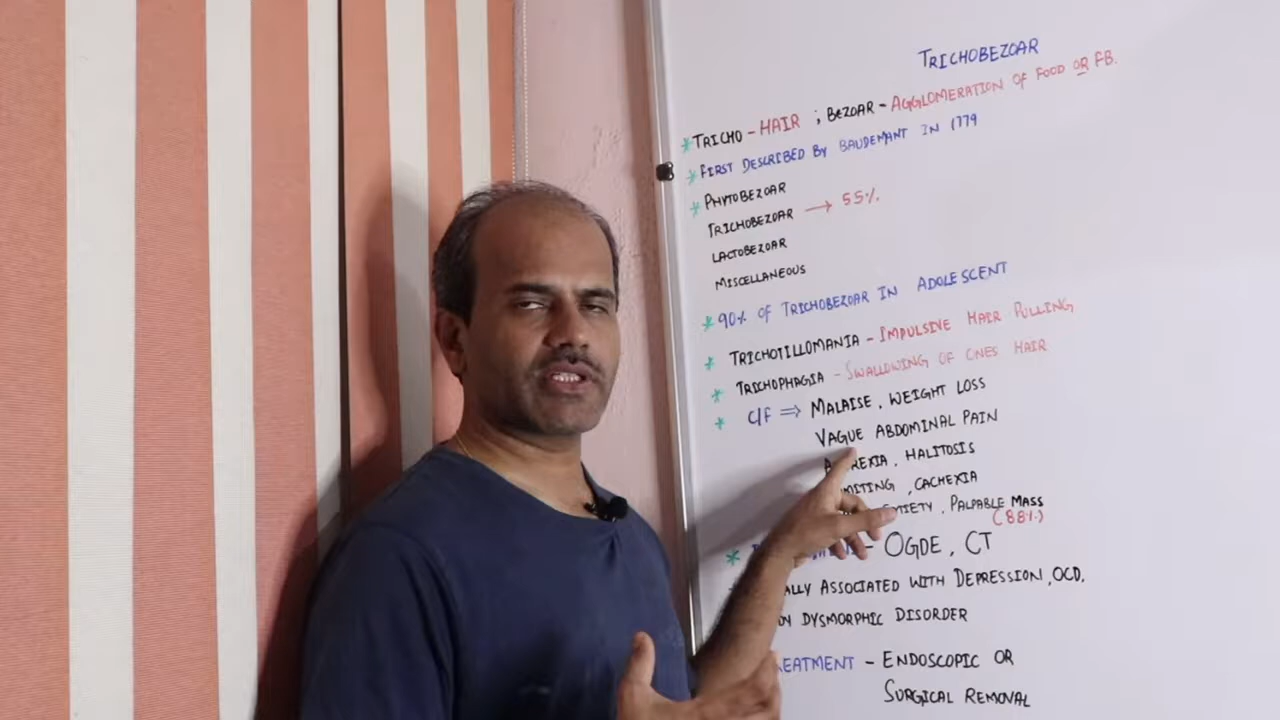 TRICHOBEZOAR
* TRICHO - HAIR ; BEZOAR - AGGLOMERATION OF FOOD OR FB.
* FIRST DESCRIBED BY BAUDEMANT IN 1779
* PHYTOBEZOAR
TRICHOBEZOAR → 55%
LACTOBEZOAR
MISCELLANEOUS
* 90% OF TRICHOBEZOAR IN ADOLESCENT
* TRICHOTILLOMANIA - IMPULSIVE HAIR PULLING
* TRICHOPHAGIA - SWALLOWING OF ONES HAIR
* C/F ⇒ MALAISE, WEIGHT LOSS
VAGUE ABDOMINAL PAIN
HALITOSIS
CACHEXIA
PALPABLE MASS
(88%)
* - OGDE, CT
ASSOCIATED WITH DEPRESSION, OCD,
DYSMORPHIC DISORDER
- ENDOSCOPIC OR
SURGICAL REMOVAL